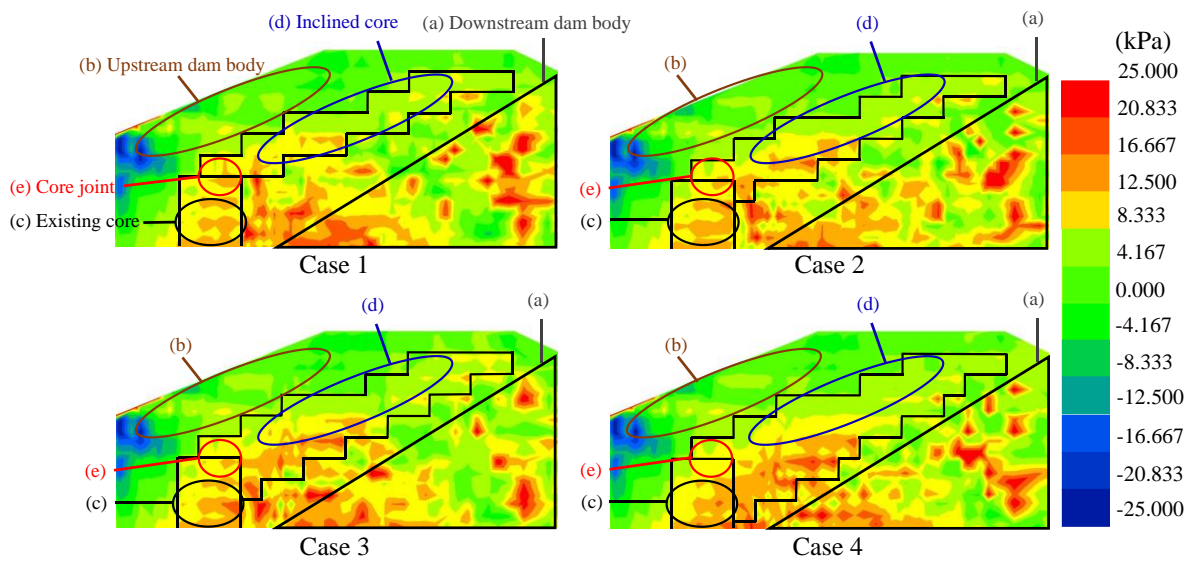 (d) Inclined core
(a) Downstream dam body
(b) Upstream dam body
(e) Core joint
(c) Existing core
Case 1
(d)
(a)
(b)
(e)
(c)
Case 2
(d)
(a)
(b)
(e)
(c)
Case 3
(d)
(a)
(b)
(e)
(c)
Case 4
(kPa)
25.000
20.833
16.667
12.500
8.333
4.167
0.000
-4.167
-8.333
-12.500
-16.667
-20.833
-25.000